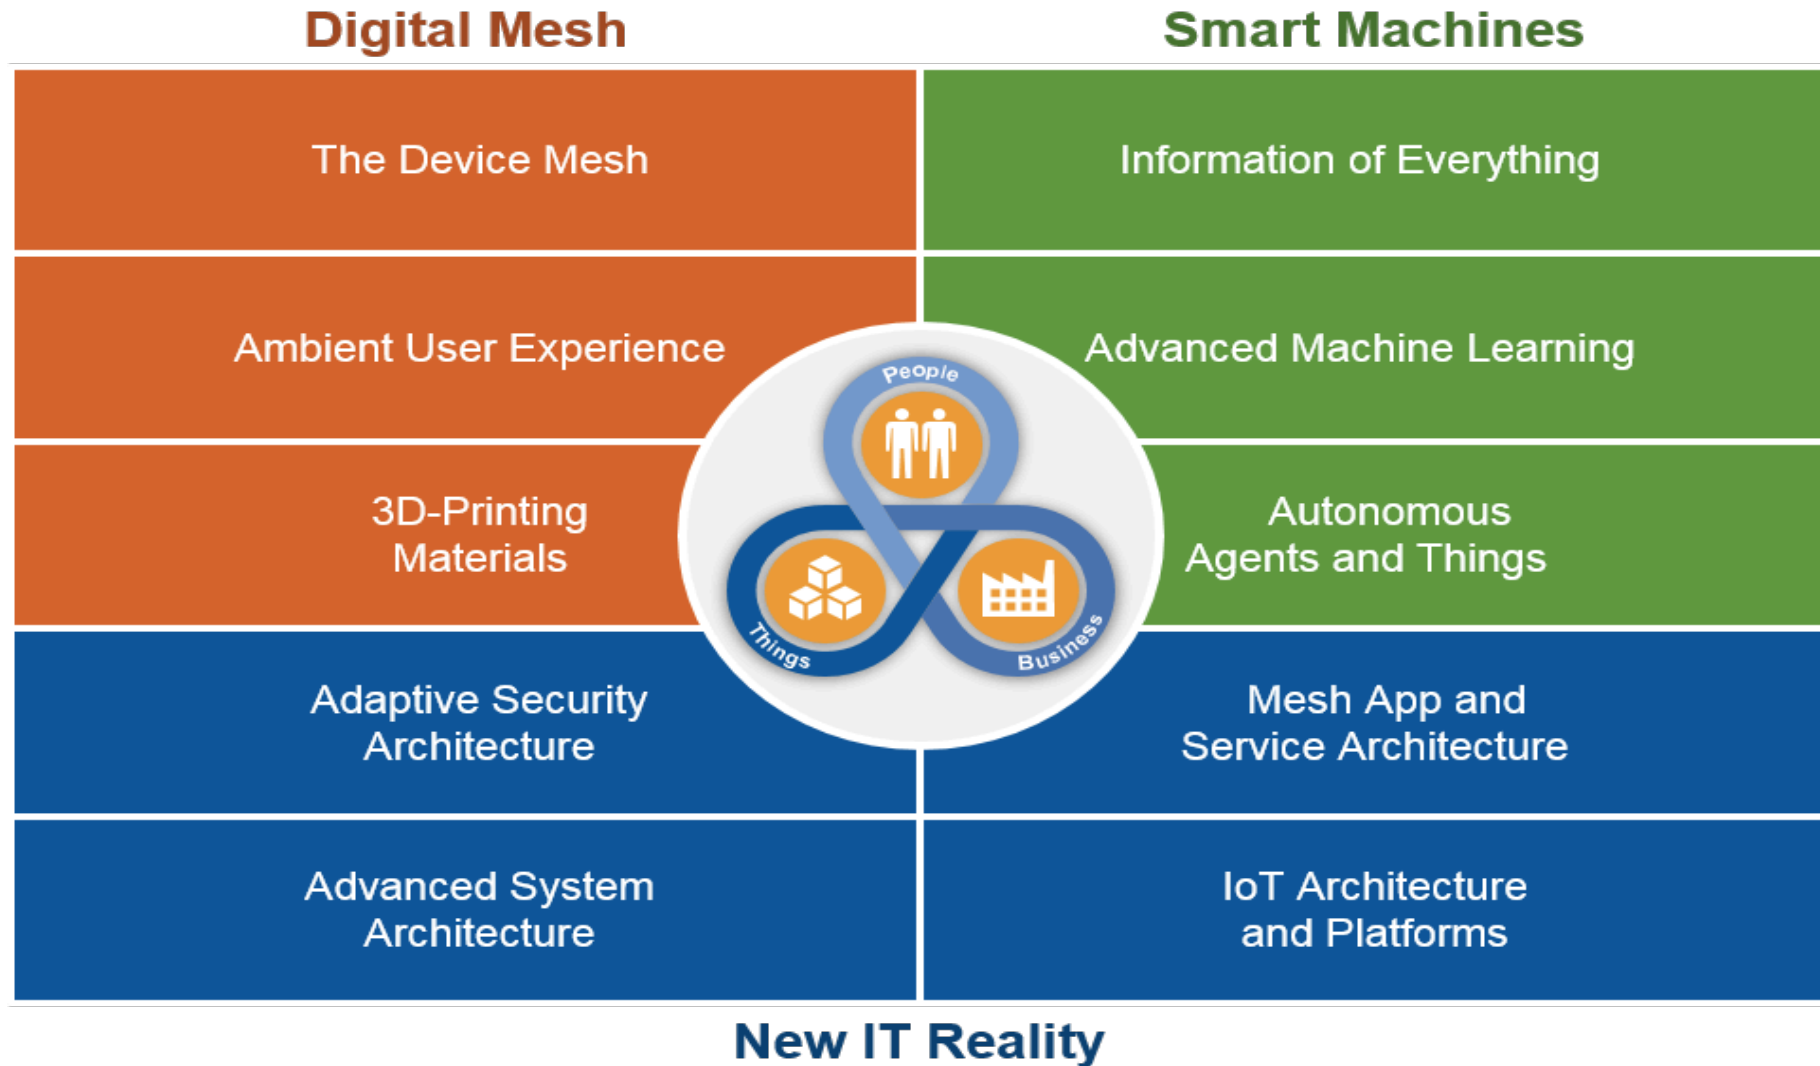 Digital Mesh
Smart Machines
The Device Mesh
Information of Everything
Ambient User Experience
Advanced Machine Learning
3D-Printing
Materials
Autonomous
Agents and Things
People
Things
Business
Adaptive Security
Architecture
Mesh App and
Service Architecture
Advanced System
Architecture
IoT Architecture
and Platforms
New IT Reality